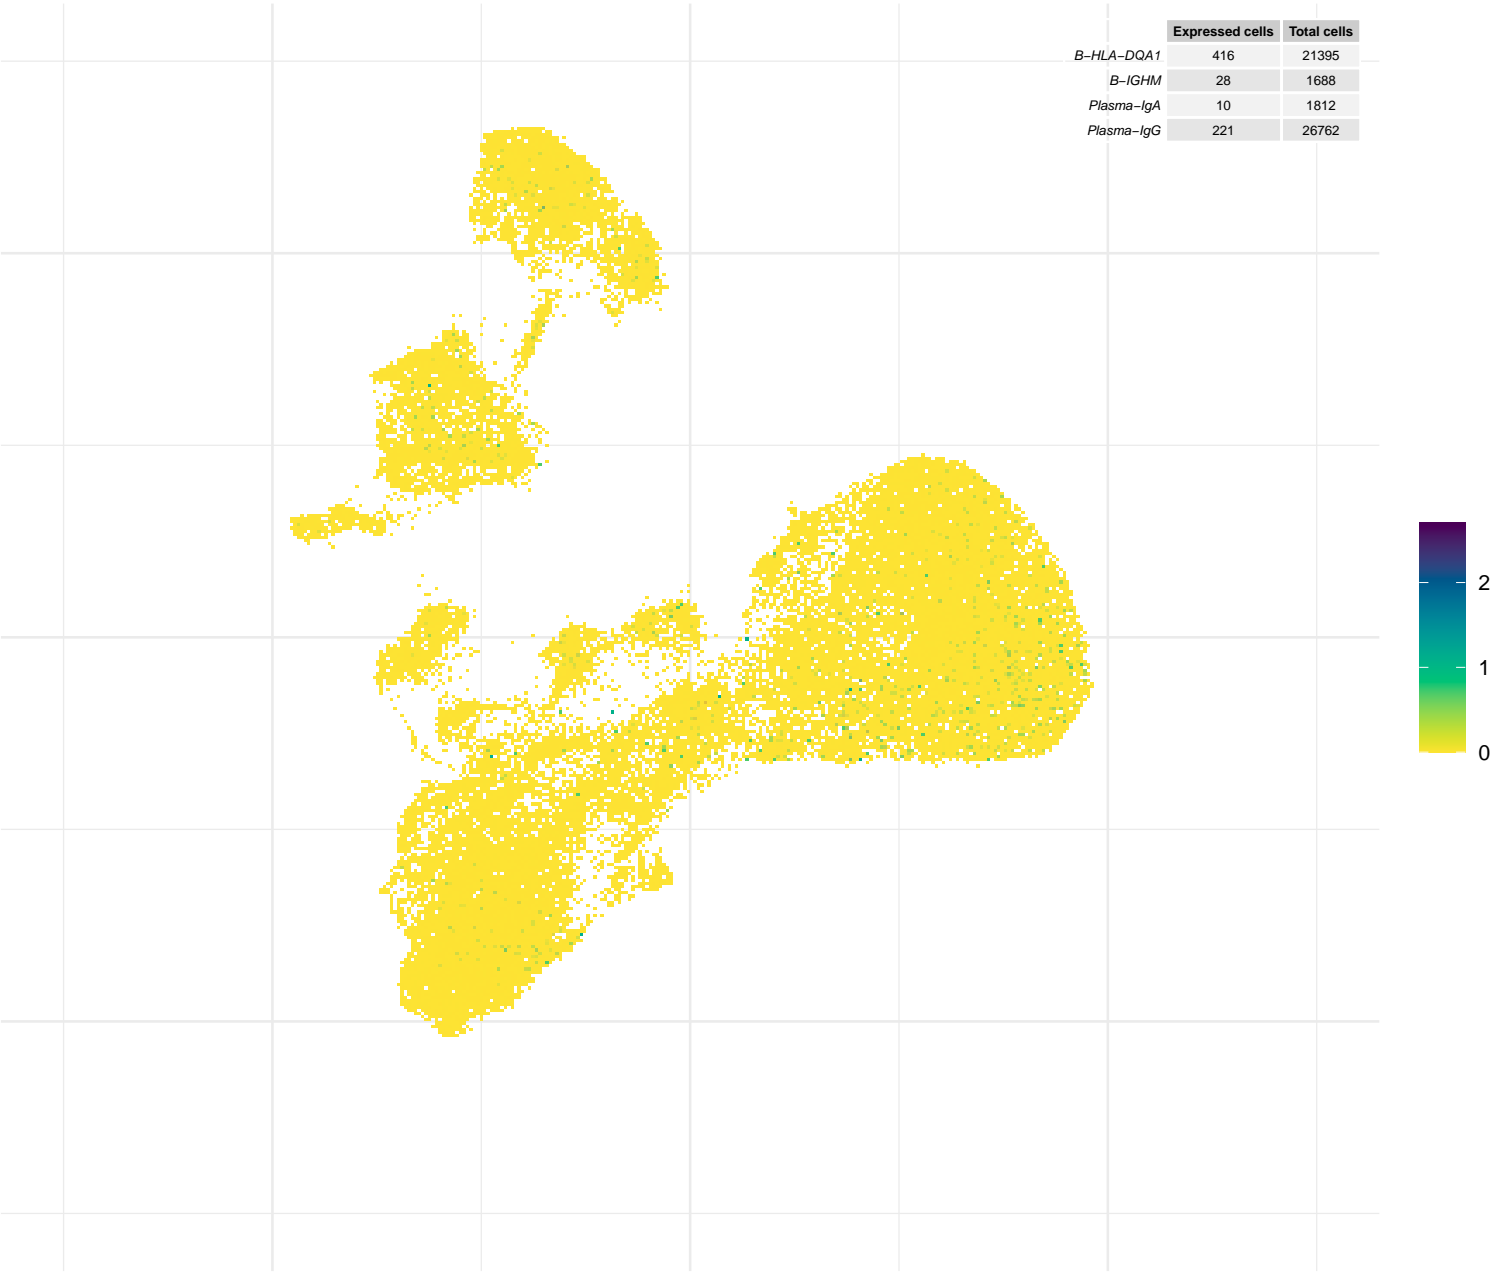 Expressed cells Total cells
B−HLA−DQA1 416 21395
B−IGHM 28 1688
Plasma−IgA 10 1812
Plasma−IgG 221 26762
2
1
0